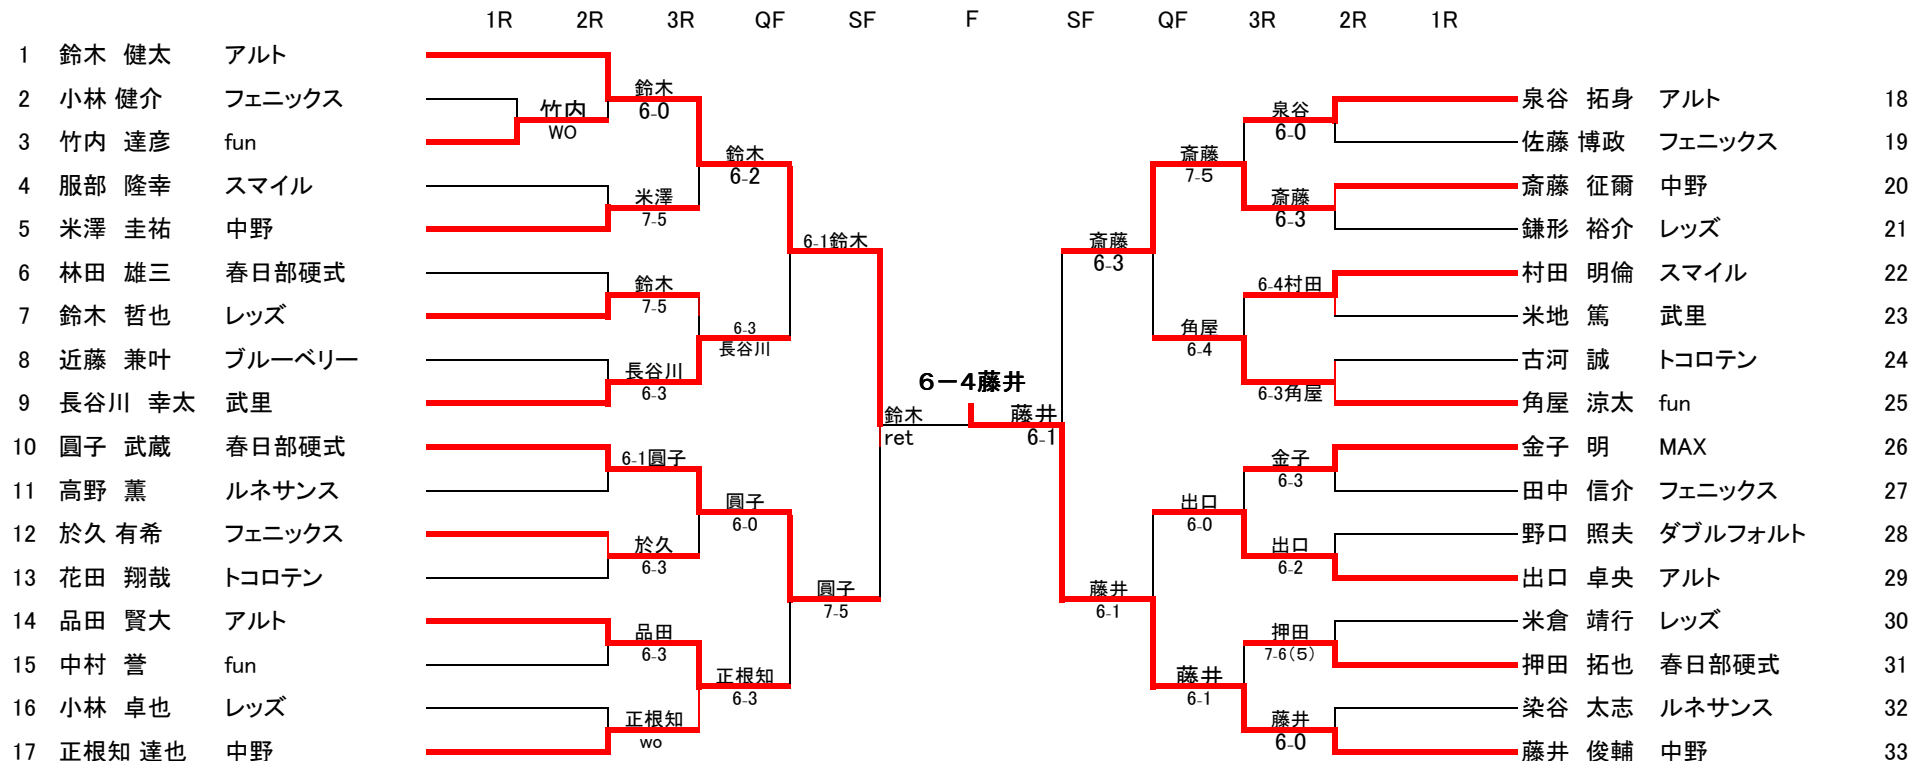 1R 2R 3R QF SF F SF QF 3R 2R 1R
1 鈴木 健太 アルト
2 小林 健介 フェニックス
3 竹内 達彦 fun
4 服部 隆幸 スマイル
5 米澤 圭祐 中野
6 林田 雄三 春日部硬式
7 鈴木 哲也 レッズ
8 近藤 兼叶 ブルーベリー
9 長谷川 幸太 武里
10 圓子 武蔵 春日部硬式
11 高野 薫 ルネサンス
12 於久 有希 フェニックス
13 花田 翔哉 トコロテン
14 品田 賢大 アルト
15 中村 誉 fun
16 小林 卓也 レッズ
17 正根知 達也 中野
竹内
WO
鈴木
6-0
米澤
7-5
鈴木
7-5
長谷川
6-3
6-1圓子
於久
6-3
品田
6-3
正根知
wo
鈴木
6-2
6-3
長谷川
圓子
6-0
正根知
6-3
6-1鈴木
圓子
7-5
鈴木
ret
6-4藤井
藤井
6-1
斎藤
6-3
藤井
6-1
斎藤
7-5
角屋
6-4
出口
6-0
藤井
6-1
泉谷
6-0
斎藤
6-3
6-4村田
6-3角屋
金子
6-3
出口
6-2
押田
7-6(5)
藤井
6-0
泉谷 拓身 アルト 18
佐藤 博政 フェニックス 19
斎藤 征爾 中野 20
鎌形 裕介 レッズ 21
村田 明倫 スマイル 22
米地 篤 武里 23
古河 誠 トコロテン 24
角屋 涼太 fun 25
金子 明 MAX 26
田中 信介 フェニックス 27
野口 照夫 ダブルフォルト 28
出口 卓央 アルト 29
米倉 靖行 レッズ 30
押田 拓也 春日部硬式 31
染谷 太志 ルネサンス 32
藤井 俊輔 中野 33